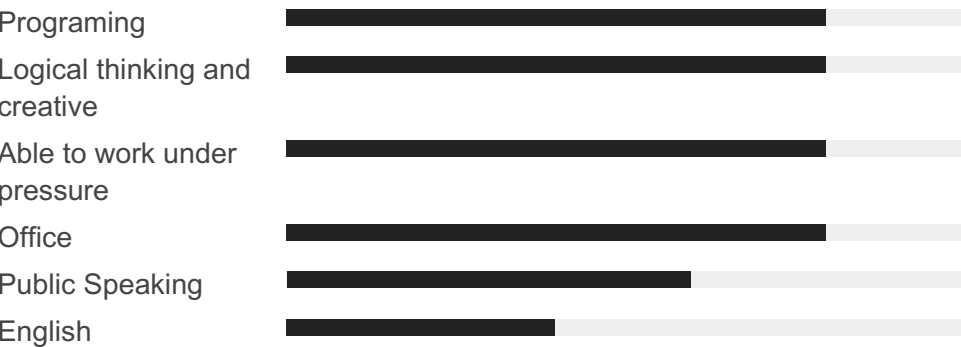 Programing
Logical thinking and
creative
Able to work under
pressure
Office
Public Speaking
English